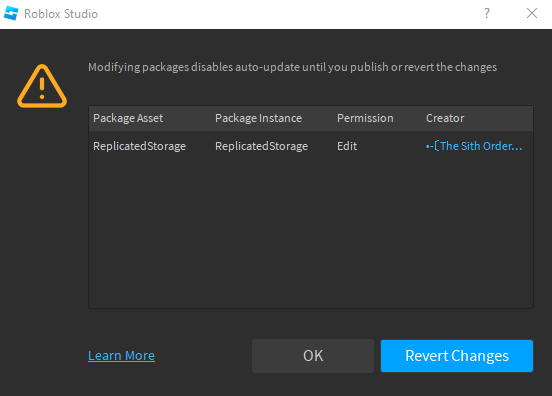 Roblox Studio ?
Modifying packages disables auto-update until you publish or revert the changes
Package Asset Package Instance Permission Creator
ReplicatedStorage ReplicatedStorage Edit •-〔The Sith Order...
Learn More OK Revert Changes